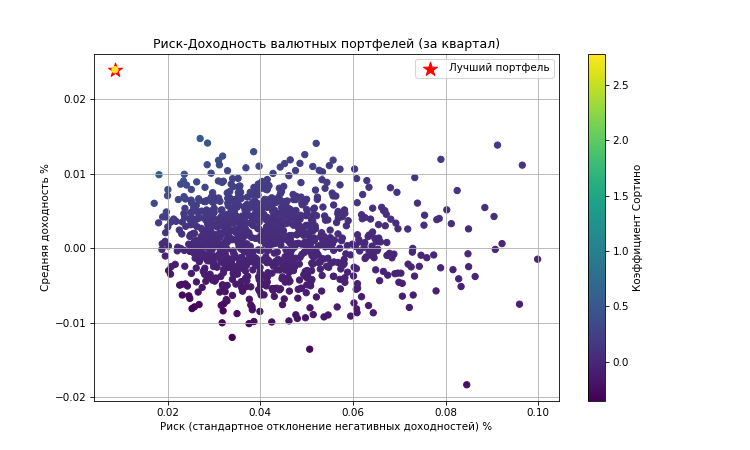 Риск-Доходность валютных портфелей (за квартал)
Лучший портфель
Средняя доходность %
0.02
0.01
0.00
−0.01
−0.02
0.02 0.04 0.06 0.08 0.10
Риск (стандартное отклонение негативных доходностей) %
2.5
2.0
1.5
1.0
0.5
0.0
Коэффициент Сортино